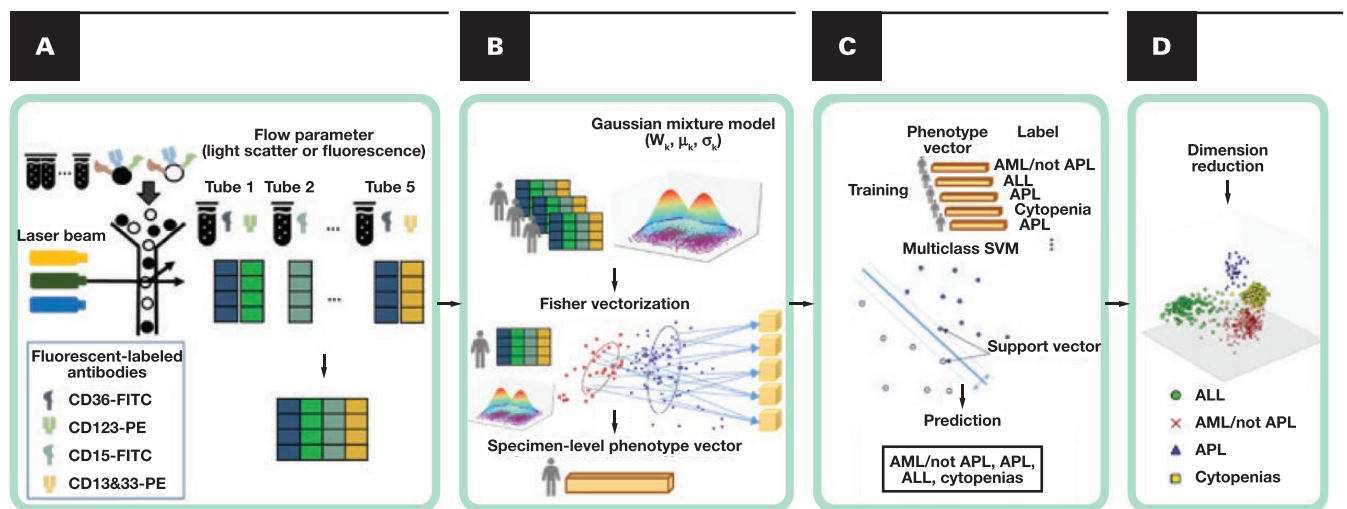 A
B
C
D
Flow parameter
(light scatter or fluorescence)
Tube 1 Tube 2 Tube 5
...
Laser beam
...
...
Fluorescent-labeled
antibodies
CD36-FITC
CD123-PE
CD15-FITC
CD13&33-PE
Gaussian mixture model
(Wk, μk, σk)
Fisher vectorization
Specimen-level phenotype vector
Phenotype
vector
Label
Training
AML/not APL
ALL
APL
Cytopenia
APL
Multiclass SVM
Support vector
Prediction
AML/not APL, APL,
ALL, cytopenias
Dimension
reduction
ALL
AML/not APL
APL
Cytopenias